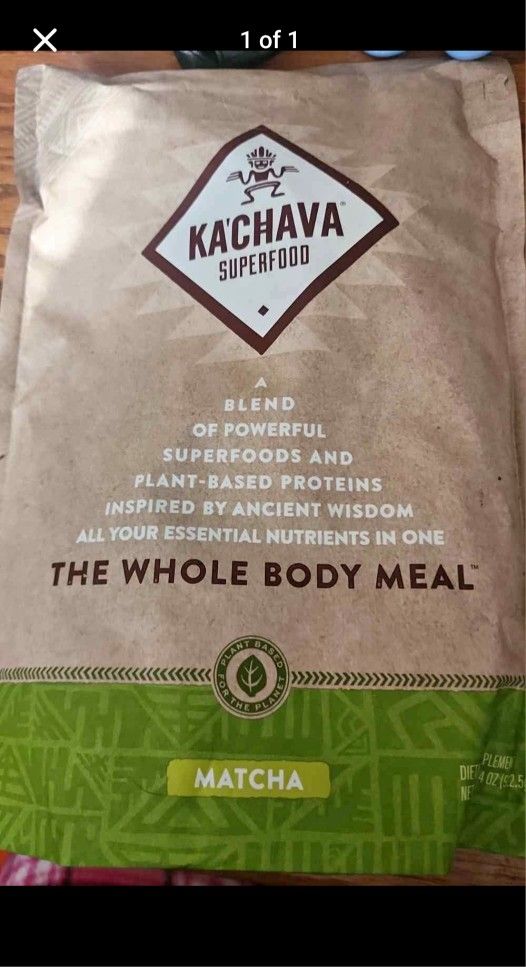 1 of 1
KA'CHAVA®
SUPERFOOD
A
BLEND
OF POWERFUL
SUPERFOODS AND
PLANT-BASED PROTEINS
INSPIRED BY ANCIENT WISDOM
ALL YOUR ESSENTIAL NUTRIENTS IN ONE
THE WHOLE BODY MEAL™
PLANT BASED
FOR THE PLANET
MATCHA